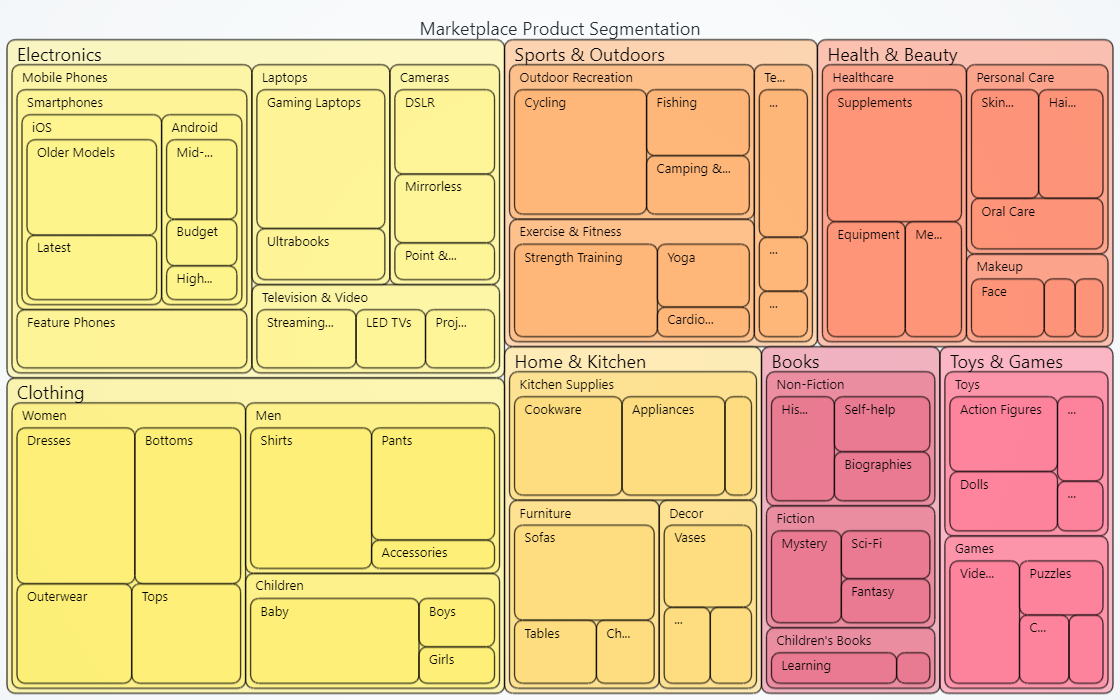 Marketplace Product Segmentation
Electronics
Mobile Phones
Smartphones
iOS
Older Models
Latest
Android
Mid-...
Budget
High...
Feature Phones
Laptops
Gaming Laptops
Ultrabooks
Cameras
DSLR
Mirrorless
Point &...
Television & Video
Streaming...
LED TVs
Proj...
Clothing
Women
Dresses
Bottoms
Outerwear
Tops
Men
Shirts
Pants
Accessories
Children
Baby
Boys
Girls
Sports & Outdoors
Outdoor Recreation
Cycling
Fishing
Camping &...
Exercise & Fitness
Strength Training
Yoga
Cardio...
Te...
...
...
...
Health & Beauty
Healthcare
Supplements
Equipment
Me...
Personal Care
Skin...
Hai...
Oral Care
Makeup
Face
Home & Kitchen
Kitchen Supplies
Cookware
Appliances
Furniture
Sofas
Tables
Ch...
Decor
Vases
...
Books
Non-Fiction
His...
Self-help
Biographies
Fiction
Mystery
Sci-Fi
Fantasy
Children's Books
Learning
Toys & Games
Toys
Action Figures
...
Dolls
...
Games
Vide...
Puzzles
C...